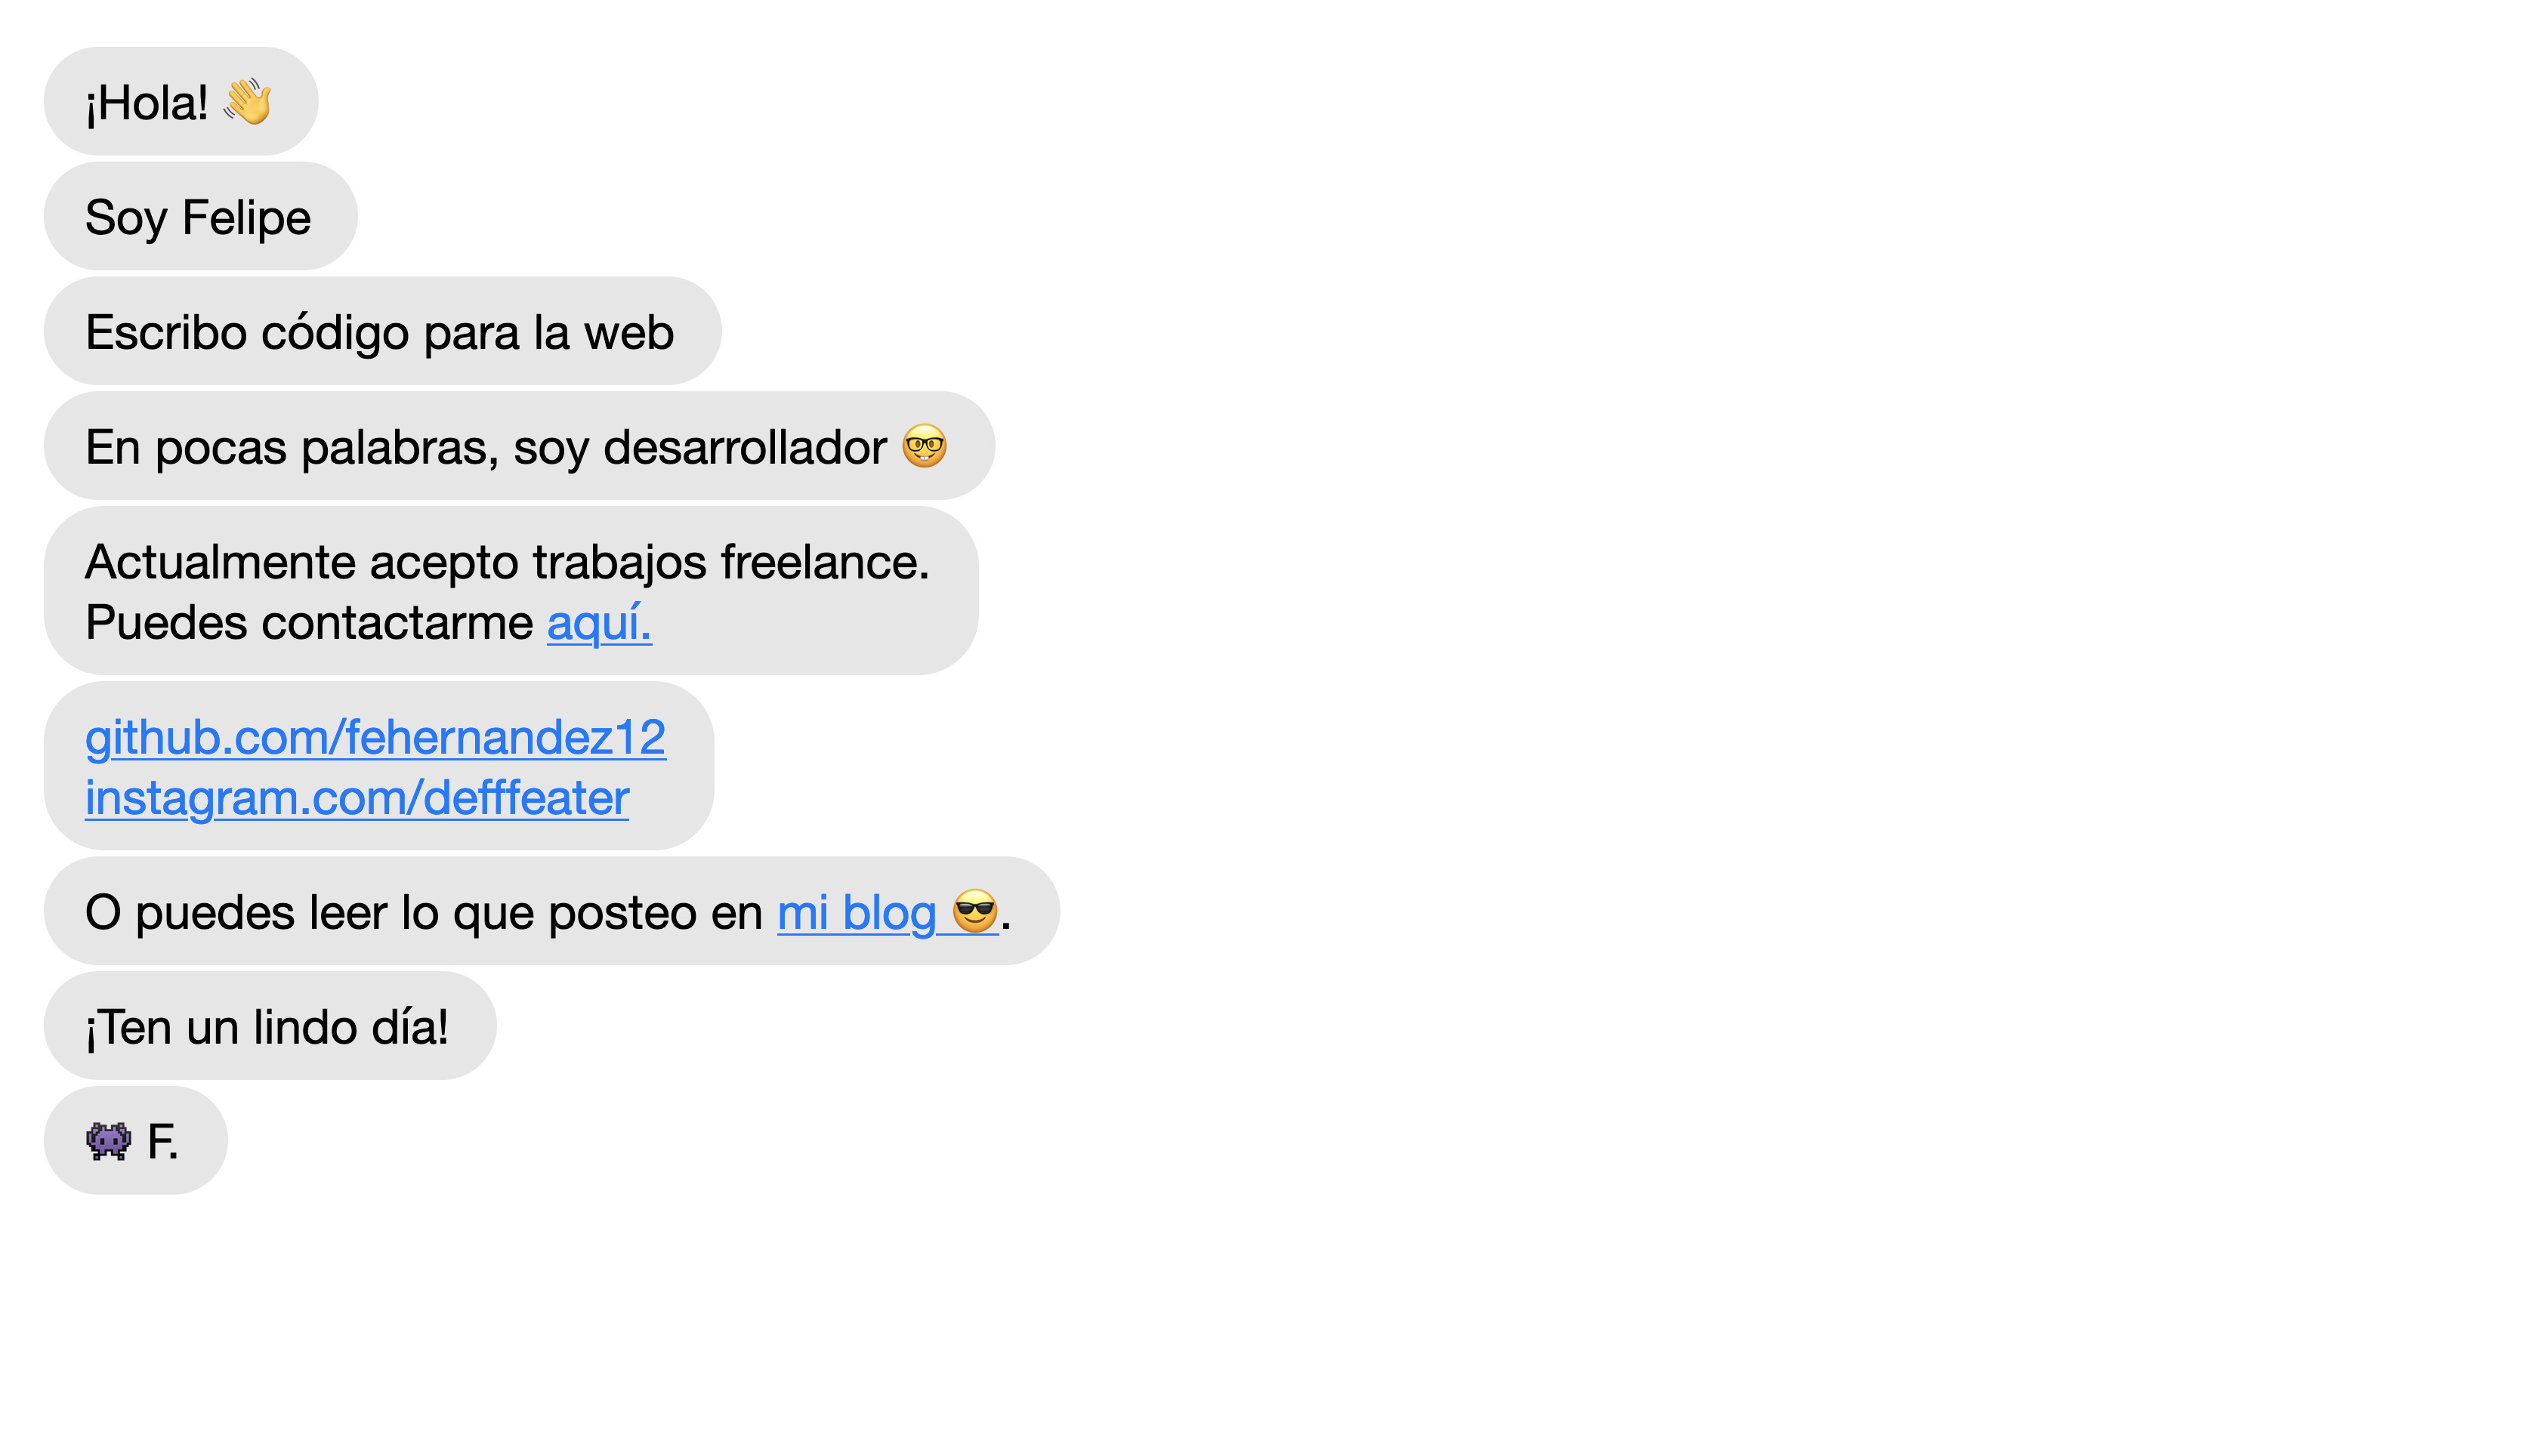 ¡Hola! 👋
Soy Felipe
Escribo código para la web
En pocas palabras, soy desarrollador 🤓
Actualmente acepto trabajos freelance.
Puedes contactarme aquí.
github.com/fehernandez12
instagram.com/defffeater
O puedes leer lo que posteo en mi blog 😎.
¡Ten un lindo día!
👾 F.